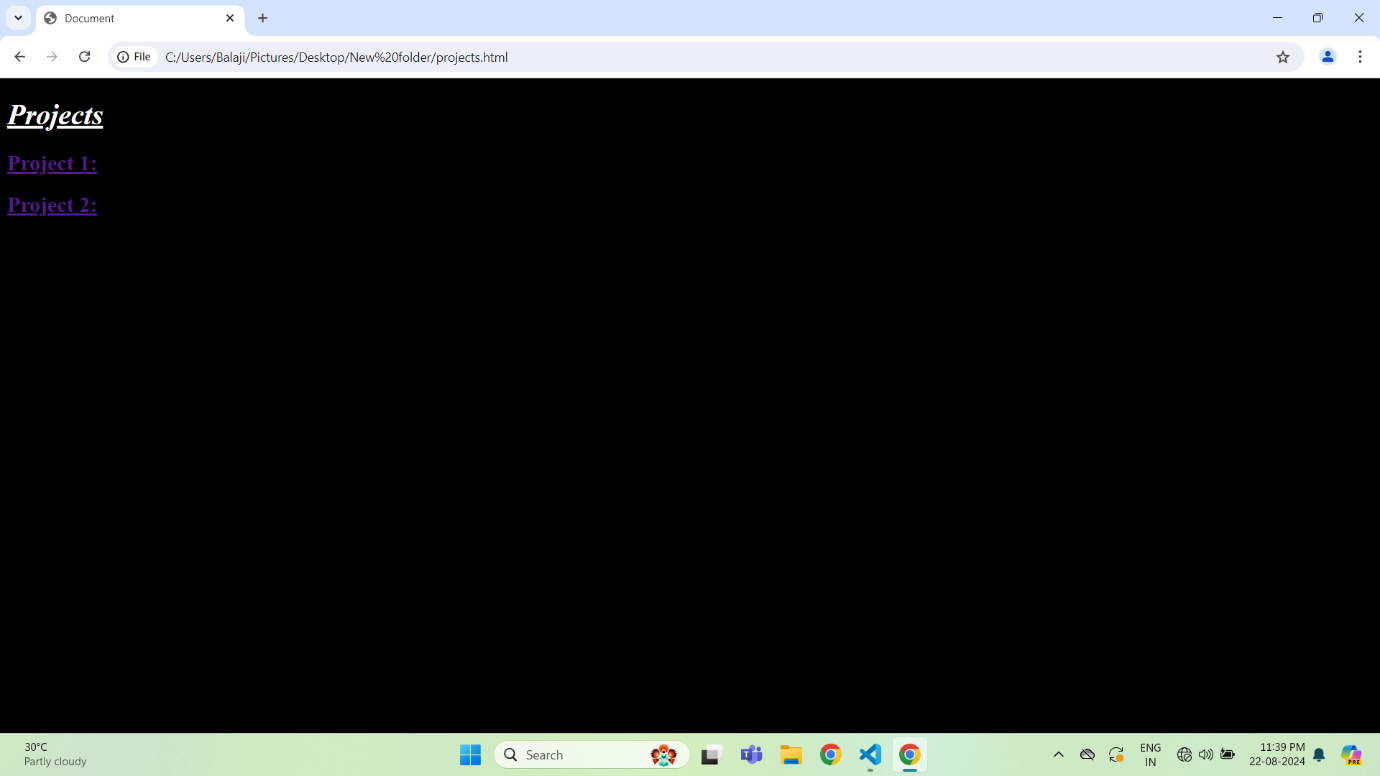 Document
File
C:/Users/Balaji/Pictures/Desktop/New%20folder/projects.html
Projects
Project 1:
Project 2:
30°C
Partly cloudy
Search
T
ENG
IN
11:39 PM
22-08-2024
PRE